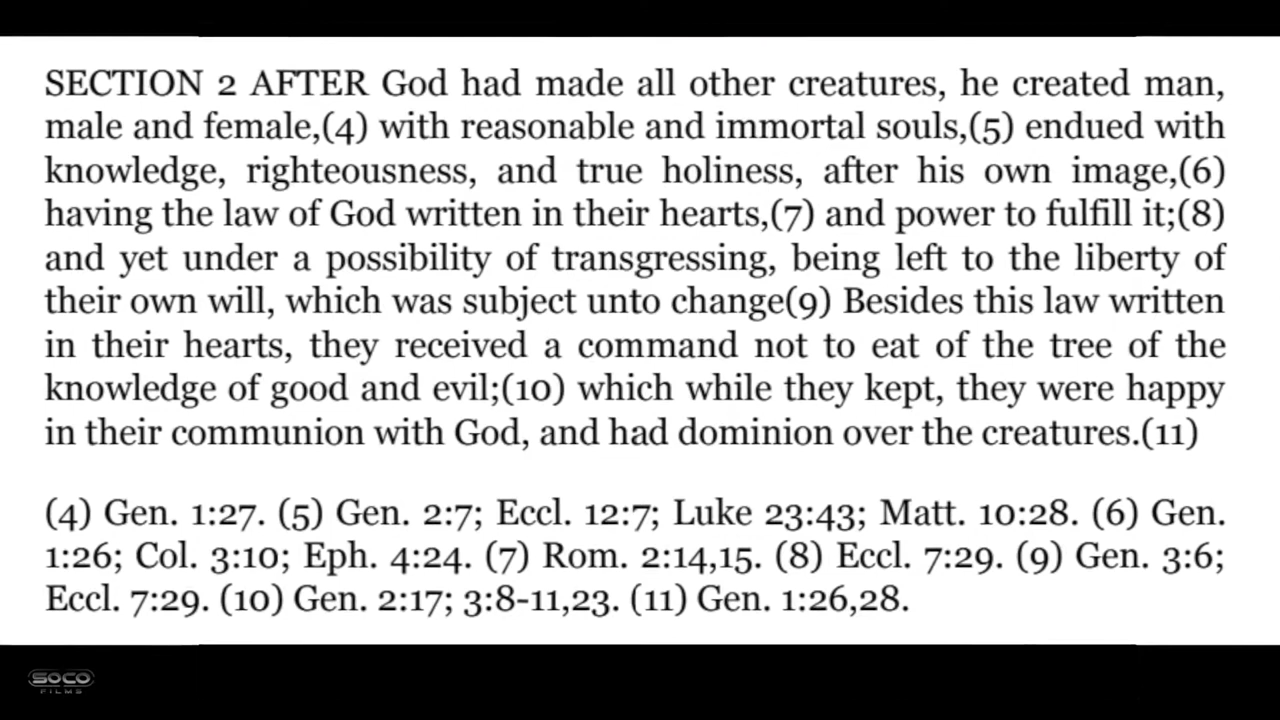 SECTION 2 AFTER God had made all other creatures, he created man,
male and female,(4) with reasonable and immortal souls,(5) endued with
knowledge, righteousness, and true holiness, after his own image,(6)
having the law of God written in their hearts,(7) and power to fulfill it;(8)
and yet under a possibility of transgressing, being left to the liberty of
their own will, which was subject unto change(9) Besides this law written
in their hearts, they received a command not to eat of the tree of the
knowledge of good and evil;(10) which while they kept, they were happy
in their communion with God, and had dominion over the creatures.(11)
(4) Gen. 1:27. (5) Gen. 2:7; Eccl. 12:7; Luke 23:43; Matt. 10:28. (6) Gen.
1:26; Col. 3:10; Eph. 4:24. (7) Rom. 2:14,15. (8) Eccl. 7:29. (9) Gen. 3:6;
Eccl. 7:29. (10) Gen. 2:17; 3:8-11,23. (11) Gen. 1:26,28.
SOCO
FILMS